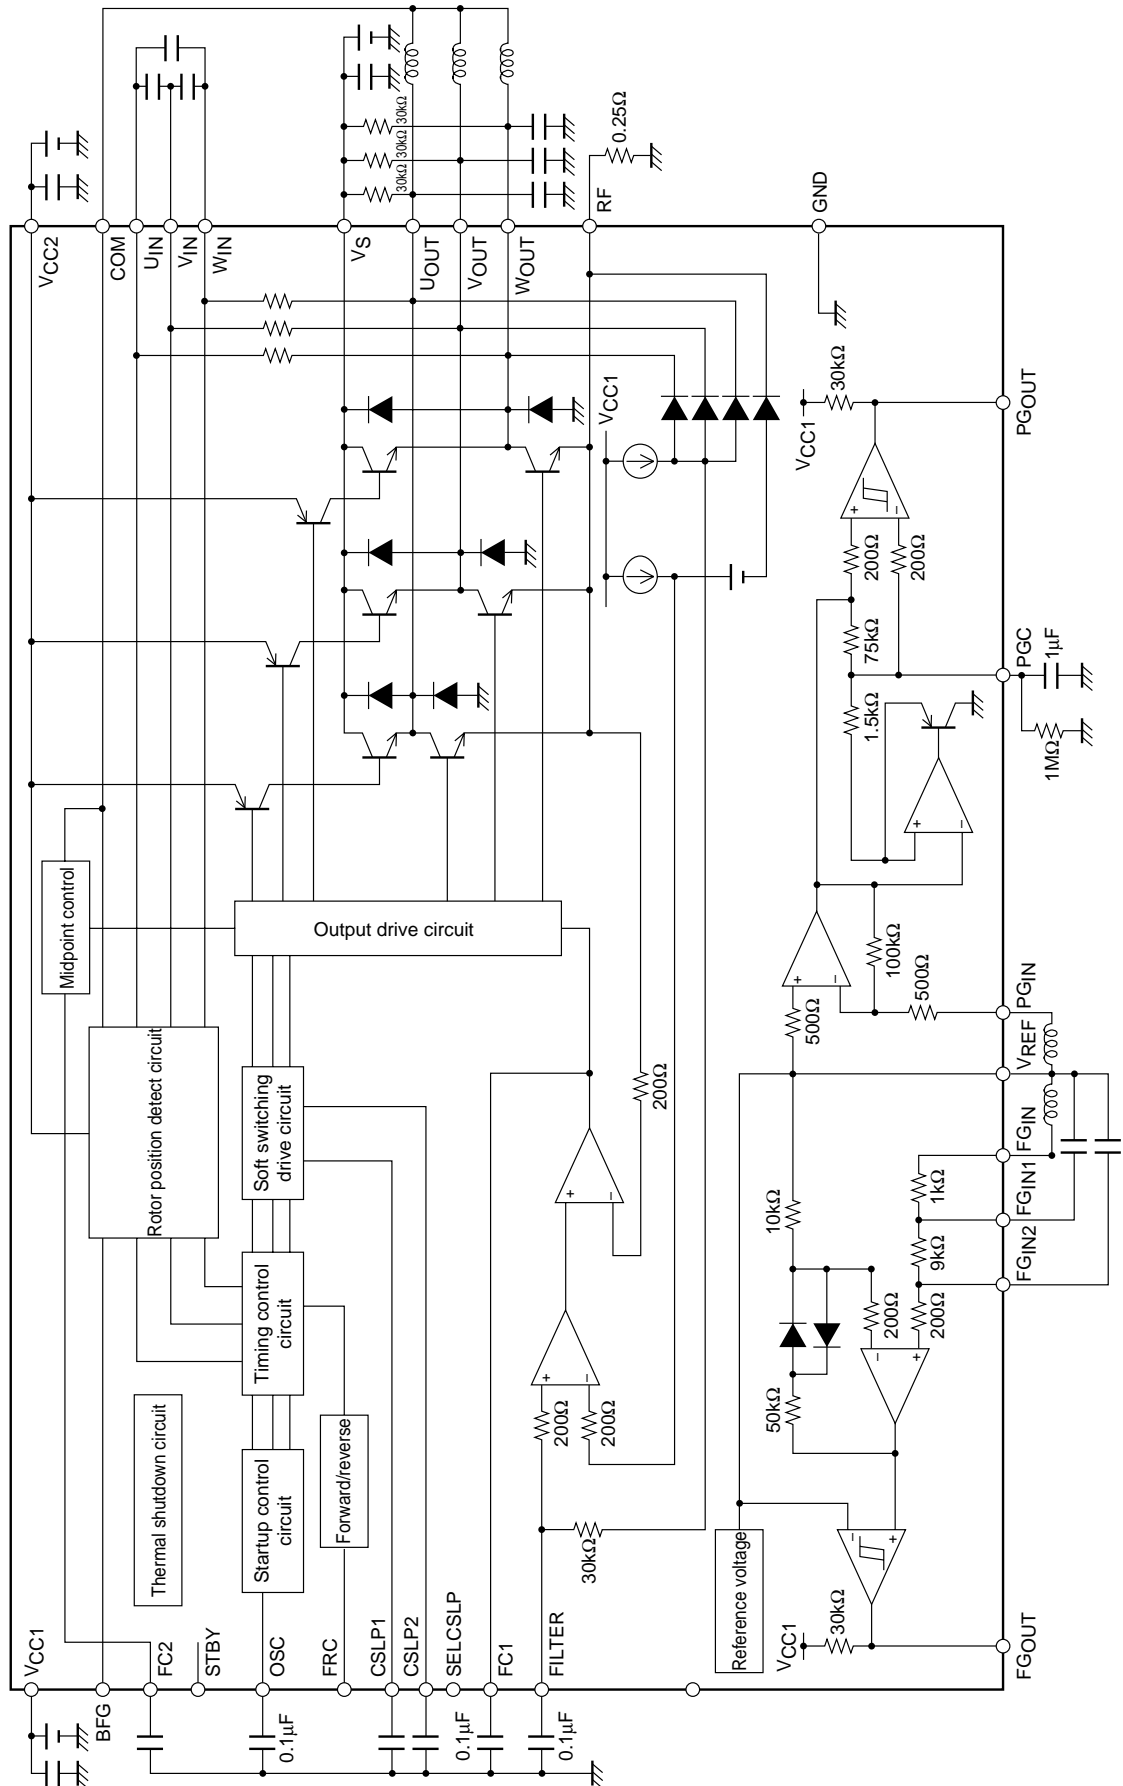 VCC1
BFG
FC2
STBY
OSC
0.1μF
FRC
CSLP1
CSLP2
SELCSLP
FC1
0.1μF
FILTER
0.1μF
Thermal shutdown circuit
Startup control
circuit
Forward/reverse
Timing control
circuit
Soft switching
drive circuit
Rotor position detect circuit
Midpoint control
Output drive circuit
VCC2
COM
UIN
VIN
WIN
VS
UOUT
VOUT
WOUT
RF
0.25Ω
30kΩ
30kΩ
30kΩ
GND
VCC1
200Ω
200Ω
200Ω
30kΩ
+
−
+
−
Reference voltage
VCC1
30kΩ
FGOUT
−
+
50kΩ
10kΩ
200Ω
200Ω
−
+
9kΩ
1kΩ
FGIN2
FGIN1
FGIN
VREF
PGIN
500Ω
500Ω
100kΩ
+
−
+
−
1.5kΩ
75kΩ
200Ω
200Ω
+
−
PGC
1μF
1MΩ
VCC1
30kΩ
PGOUT